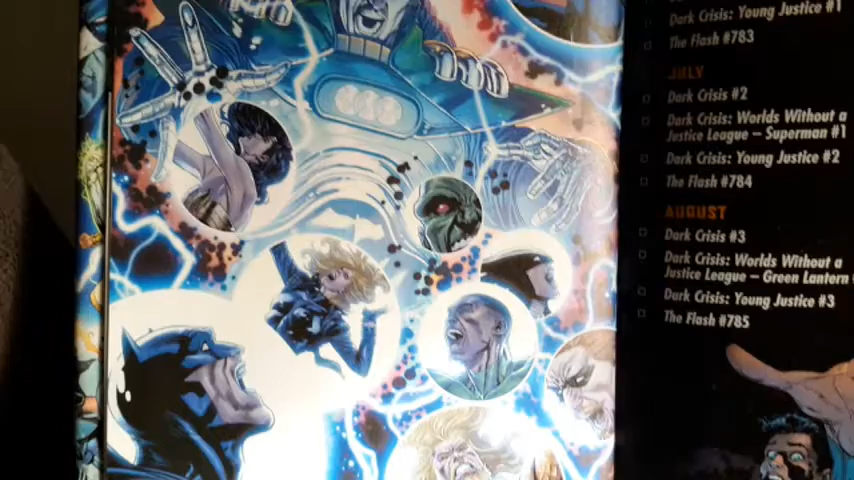 Dark Crisis: Young Justice #1
The Flash #783
JULY
Dark Crisis #2
Dark Crisis: Worlds Without a
Justice League – Superman #1
Dark Crisis: Young Justice #2
The Flash #784
AUGUST
Dark Crisis #3
Dark Crisis: Worlds Without a
Justice League – Green Lantern
Dark Crisis: Young Justice #3
The Flash #785